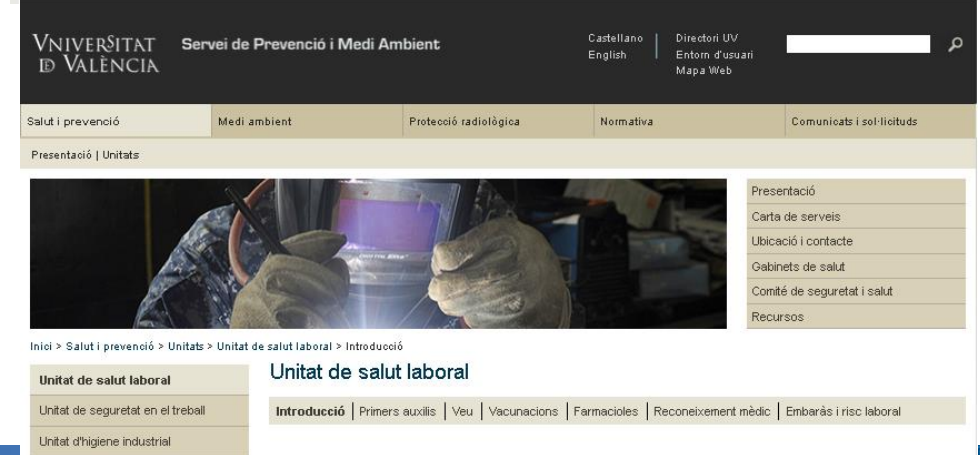 VNIVERSITAT
D VALÈNCIA
Servei de Prevenció i Medi Ambient
Castellano
English
Directori UV
Entorn d'usuari
Mapa Web
Salut i prevenció
Medi ambient
Protecció radiològica
Normativa
Comunicats i sol·licituds
Presentació | Unitats
Presentació
Carta de serveis
Ubicació i contacte
Gabinets de salut
Comité de seguretat i salut
Recursos
Inici > Salut i prevenció > Unitats > Unitat de salut laboral > Introducció
Unitat de salut laboral
Unitat de seguretat en el treball
Unitat d'higiene industrial
Unitat de salut laboral
Introducció | Primers auxilis | Veu | Vacunacions | Farmacioles | Reconeixement mèdic | Embaràs i risc laboral